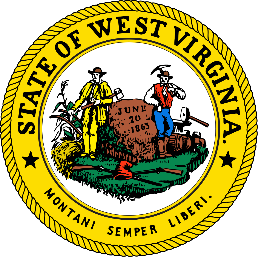 STATE OF WEST VIRGINIA.
JUNE
20
1863
MONTANI SEMPER LIBERI.